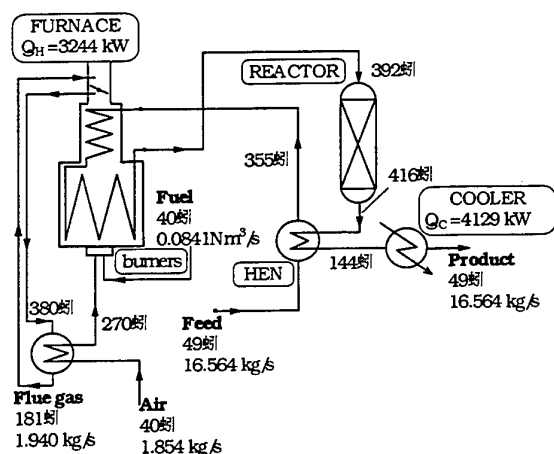 FURNACE
Q_H = 3244 kW
REACTOR
392蚓
355蚓
416蚓
COOLER
Q_C = 4129 kW
Fuel
40蚓
0.0841Nm³/s
burners
HEN
144蚓
Product
49蚓
16.564 kg/s
380蚓
270蚓
Feed
49蚓
16.564 kg/s
Flue gas
181蚓
1.940 kg/s
Air
40蚓
1.854 kg/s